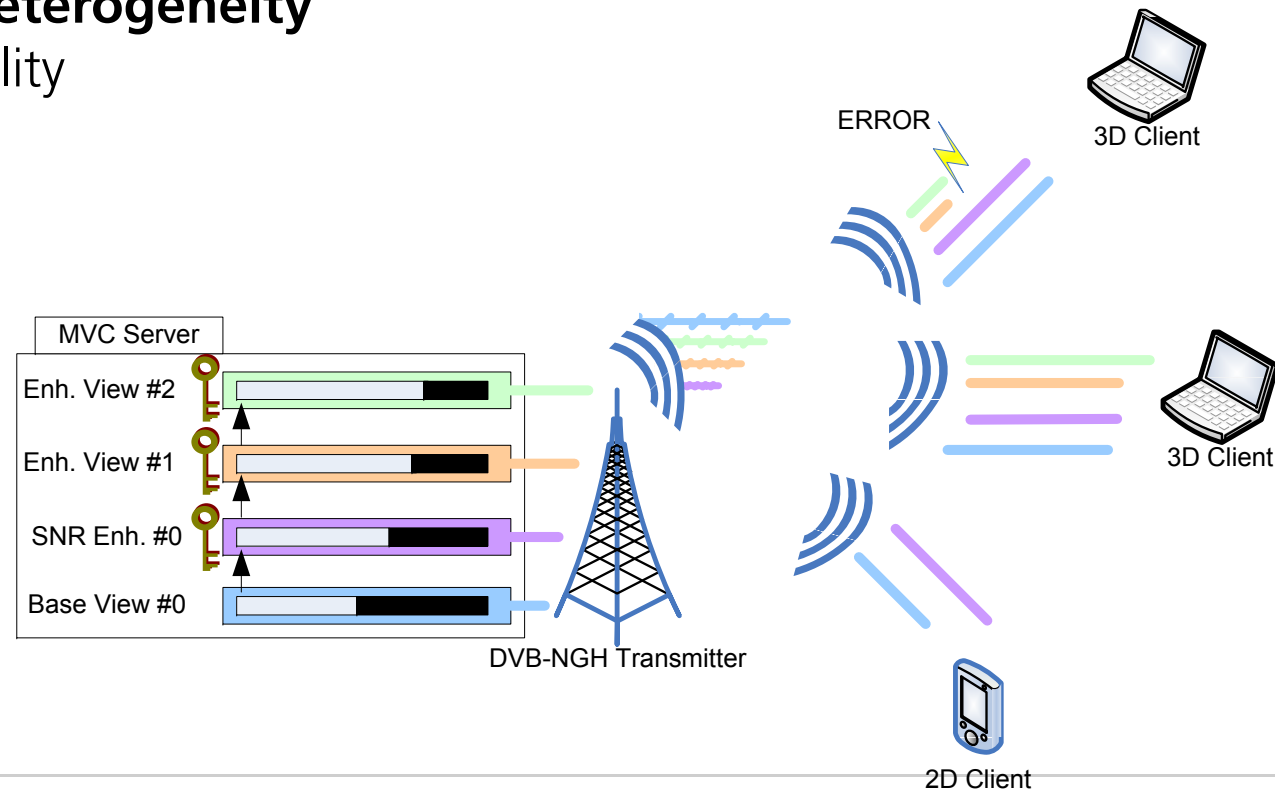 lity
ERROR
3D Client
MVC Server
Enh. View #2
Enh. View #1
SNR Enh. #0
Base View #0
3D Client
DVB-NGH Transmitter
2D Client